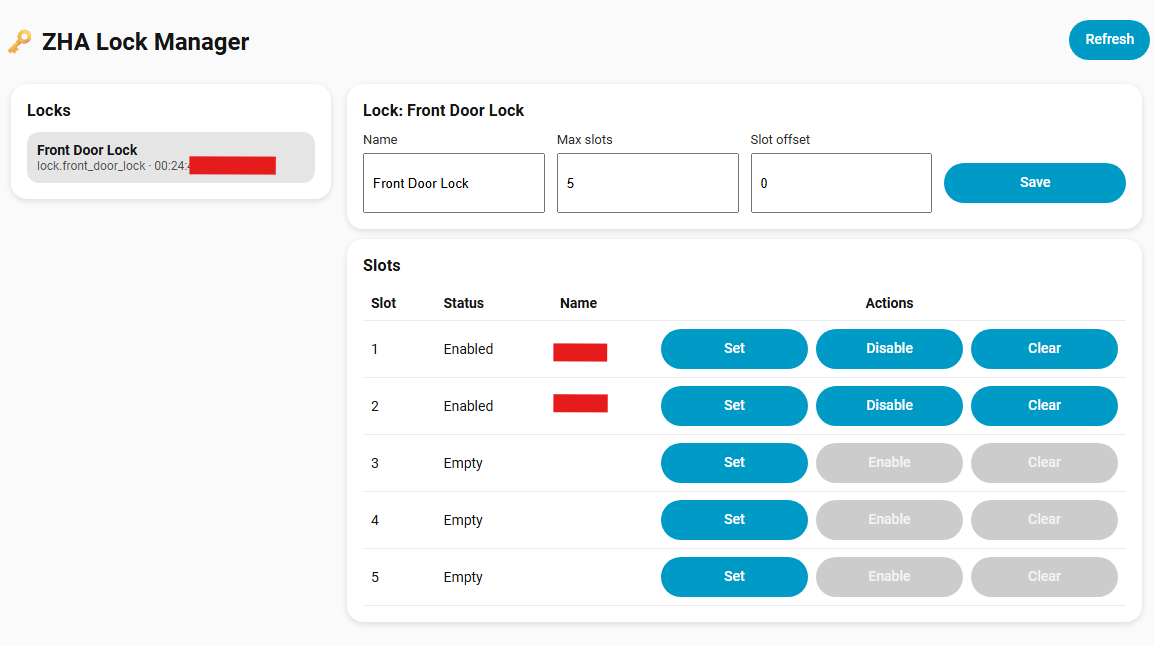 ZHA Lock Manager
Refresh
Locks
Front Door Lock
lock.front_door_lock · 00:24:
Lock: Front Door Lock
Name Max slots Slot offset
Front Door Lock 5 0 Save
Slots
Slot Status Name Actions
1 Enabled Set Disable Clear
2 Enabled Set Disable Clear
3 Empty Set Enable Clear
4 Empty Set Enable Clear
5 Empty Set Enable Clear